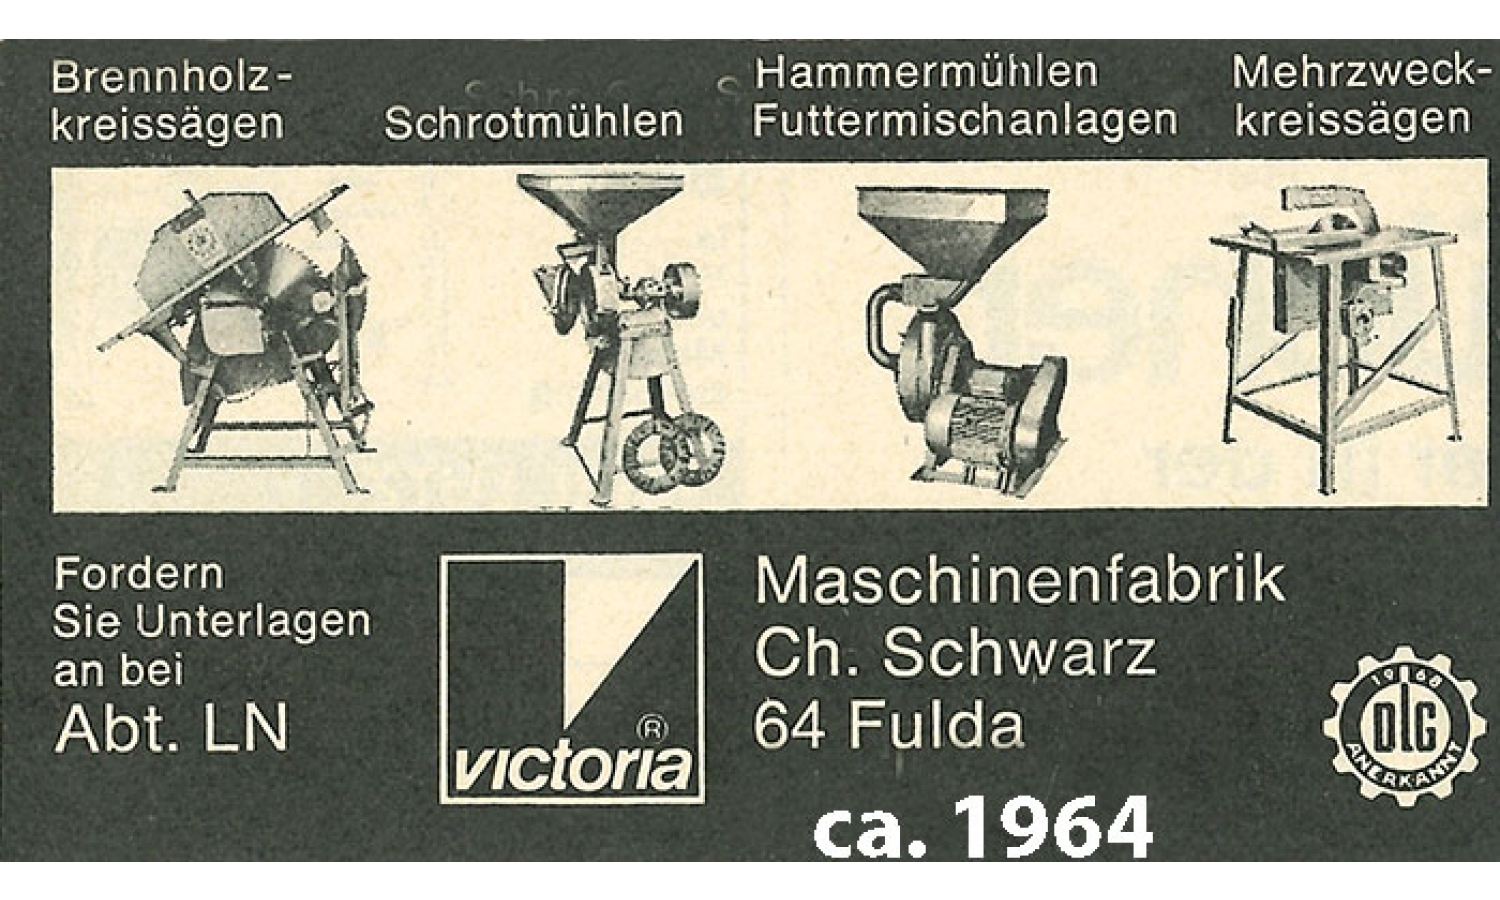 Brennholz-
kreissägen
Schrotmühlen
Hammermühlen
Futtermischanlagen
Mehrzweck-
kreissägen
Fordern
Sie Unterlagen
an bei
Abt. LN
victoria
®
Maschinenfabrik
Ch. Schwarz
64 Fulda
1968
DLG
ANERKANNT
ca. 1964